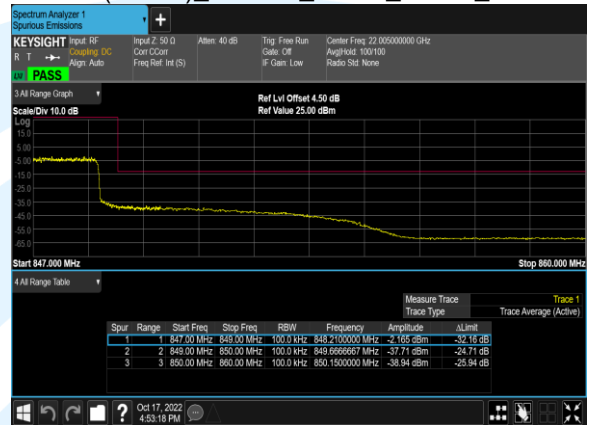 Spectrum Analyzer 1
Spurious Emissions
+
KEYSIGHT Input: RF Input Z: 50 Ω Atten: 40 dB Trig: Free Run Center Freq: 22.005000000 GHz
R T Coupling: DC Corr CCorr Gate: Off Avg|Hold: 100/100
Align: Auto Freq Ref: Int (S) IF Gain: Low Radio Std: None
PASS
3 All Range Graph
Ref Lvl Offset 4.50 dB
Scale/Div 10.0 dB Ref Value 25.00 dBm
Log
15.0
5.00
-5.00
-15.0
-25.0
-35.0
-45.0
-55.0
-65.0
Start 847.000 MHz Stop 860.000 MHz
4 All Range Table
Measure Trace Trace 1
Trace Type Trace Average (Active)
Spur Range Start Freq Stop Freq RBW Frequency Amplitude ΔLimit
1 1 847.00 MHz 849.00 MHz 100.0 kHz 848.2100000 MHz -2.165 dBm -32.16 dB
2 2 849.00 MHz 850.00 MHz 100.0 kHz 849.6666667 MHz -37.71 dBm -24.71 dB
3 3 850.00 MHz 860.00 MHz 100.0 kHz 850.1500000 MHz -38.94 dBm -25.94 dB
? Oct 17, 2022
4:53:18 PM